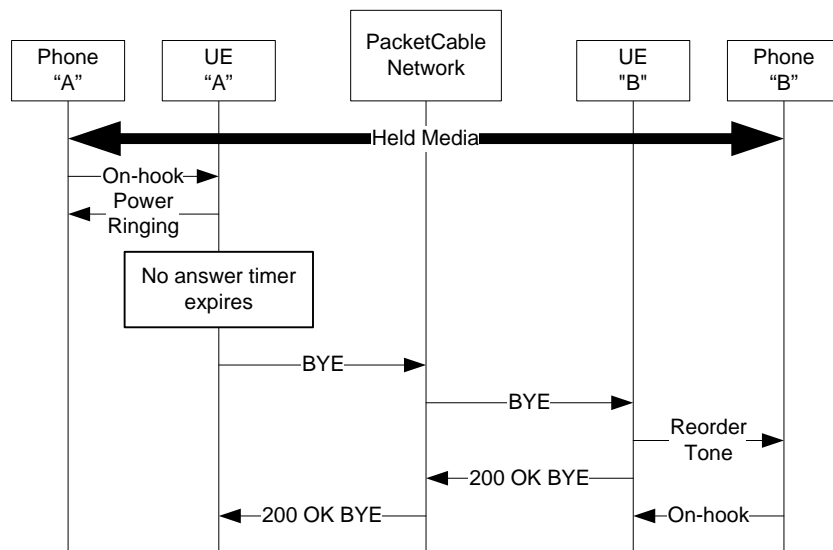 Phone
“A”
UE
“A”
PacketCable
Network
UE
"B"
Phone
“B”
Held Media
On-hook
Power
Ringing
No answer timer
expires
BYE
BYE
Reorder
Tone
200 OK BYE
200 OK BYE
On-hook